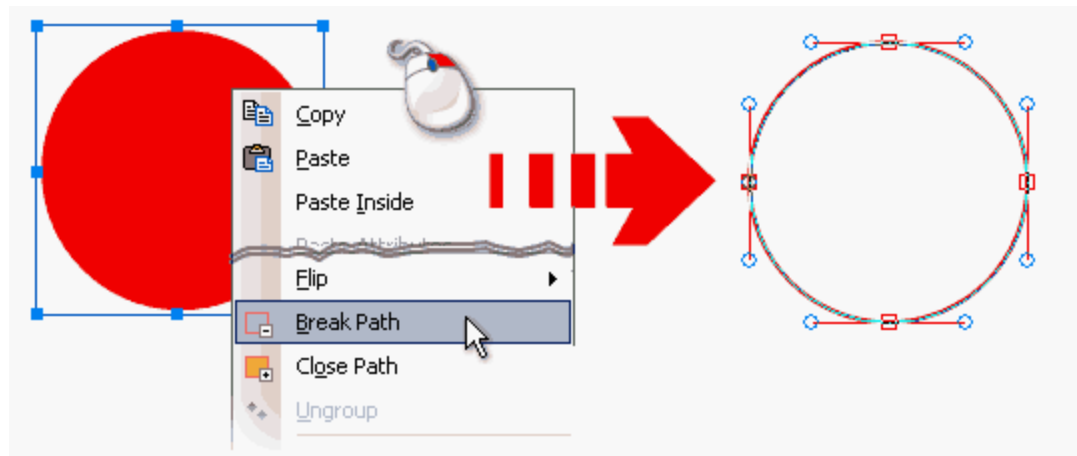 Copy
Paste
Paste Inside
Flip
Break Path
Close Path
Ungroup